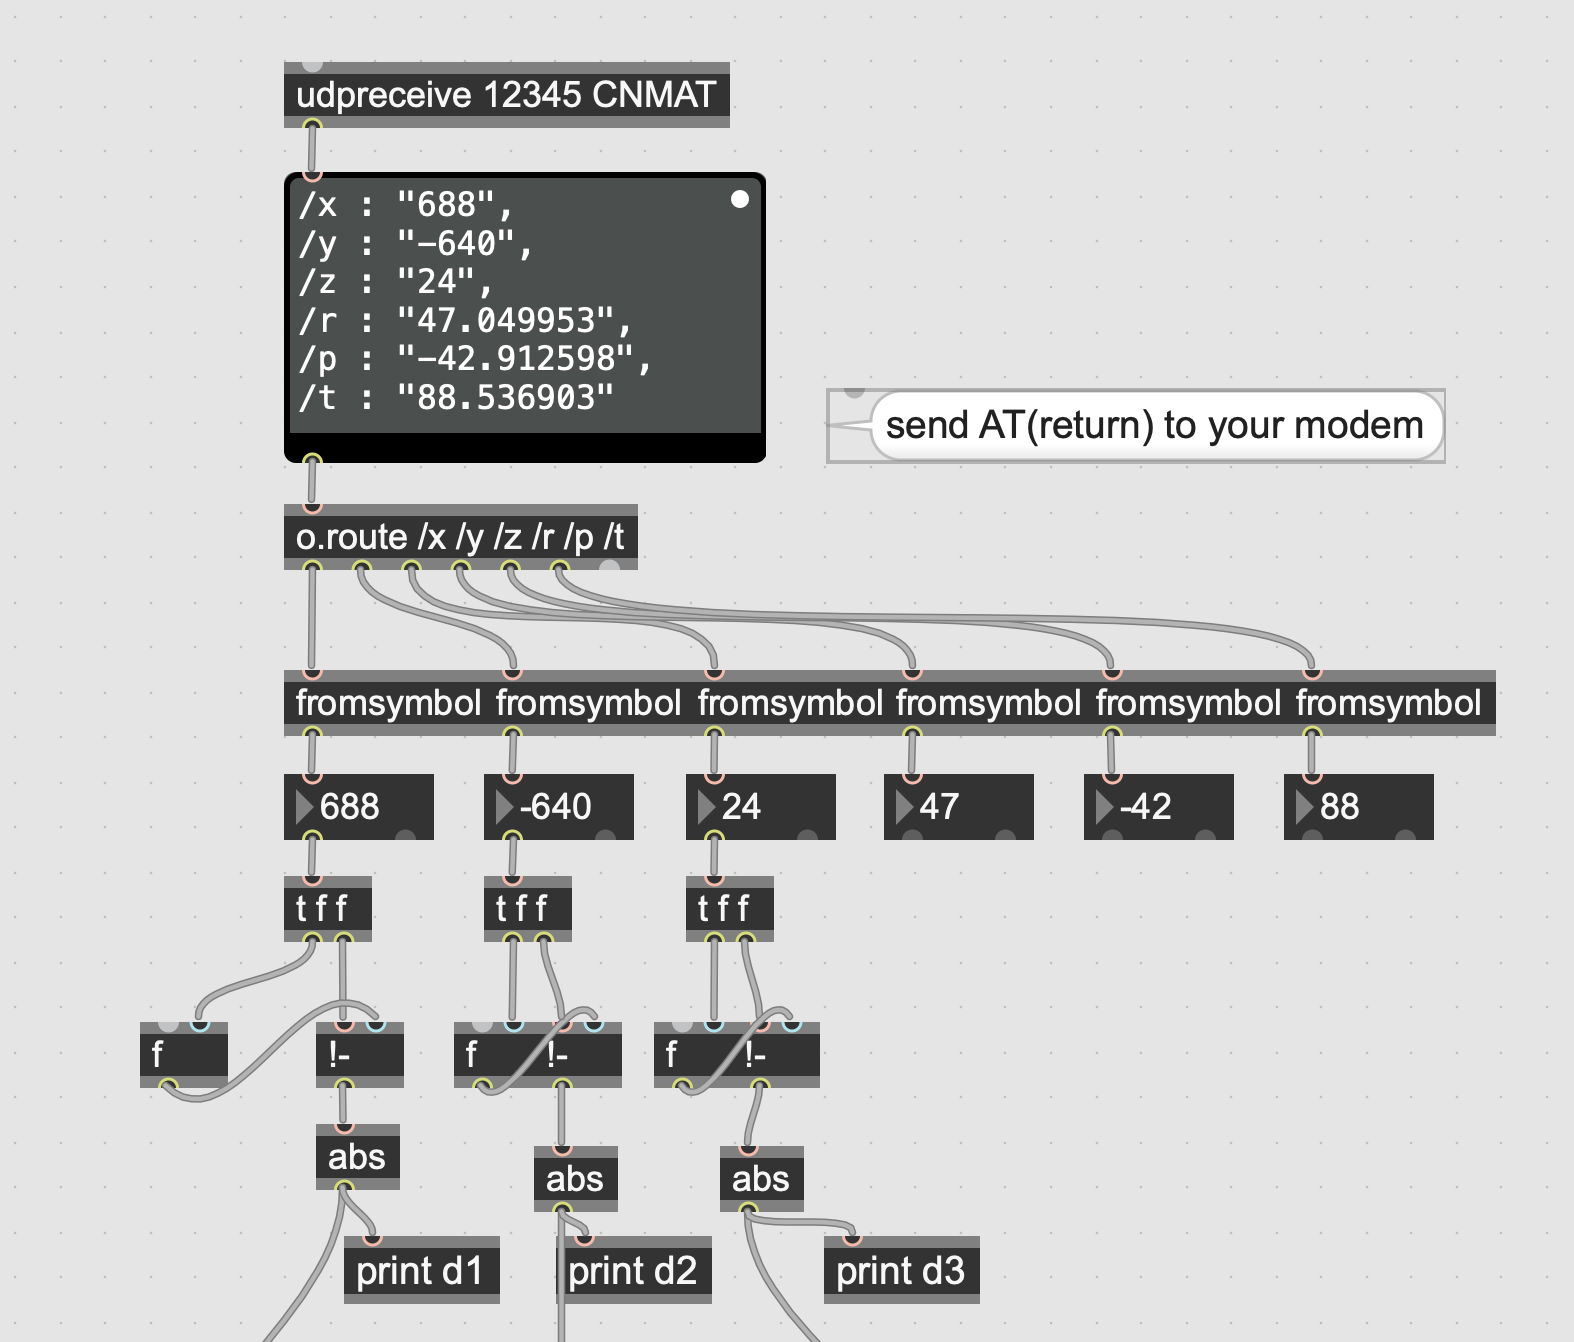 udpreceive 12345 CNMAT
/x : "688",
/y : "-640",
/z : "24",
/r : "47.049953",
/p : "-42.912598",
/t : "88.536903"
send AT(return) to your modem
o.route /x /y /z /r /p /t
fromsymbol fromsymbol fromsymbol fromsymbol fromsymbol fromsymbol
688 -640 24 47 -42 88
t f f t f f t f f
f !- f !- f !-
abs
abs abs
print d1 print d2 print d3